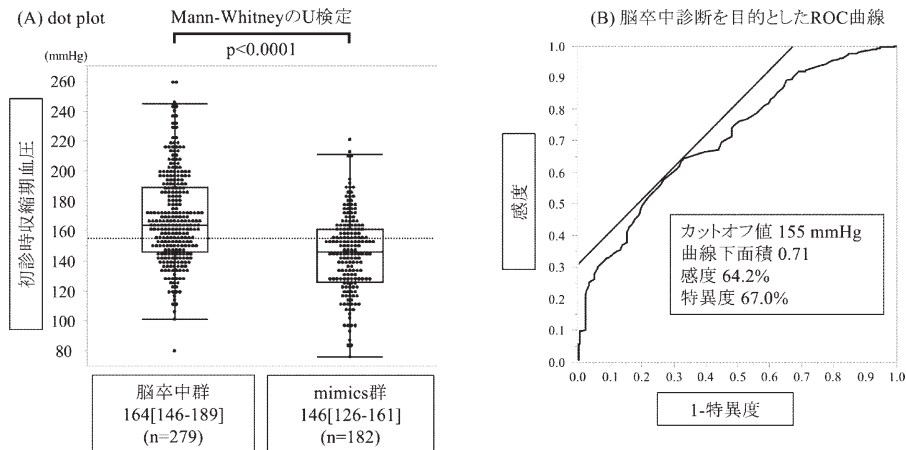 (A) dot plot
Mann-WhitneyのU検定
p<0.0001
(mmHg)
260
240
220
200
180
160
140
120
100
80
初診時収縮期血圧
脳卒中群
164[146-189]
(n=279)
mimics群
146[126-161]
(n=182)
(B) 脳卒中診断を目的としたROC曲線
1.0
0.9
0.8
0.7
0.6
0.5
0.4
0.3
0.2
0.1
0.0
感度
カットオフ値 155 mmHg
曲線下面積 0.71
感度 64.2%
特異度 67.0%
0.0 0.1 0.2 0.3 0.4 0.5 0.6 0.7 0.8 0.9 1.0
1-特異度